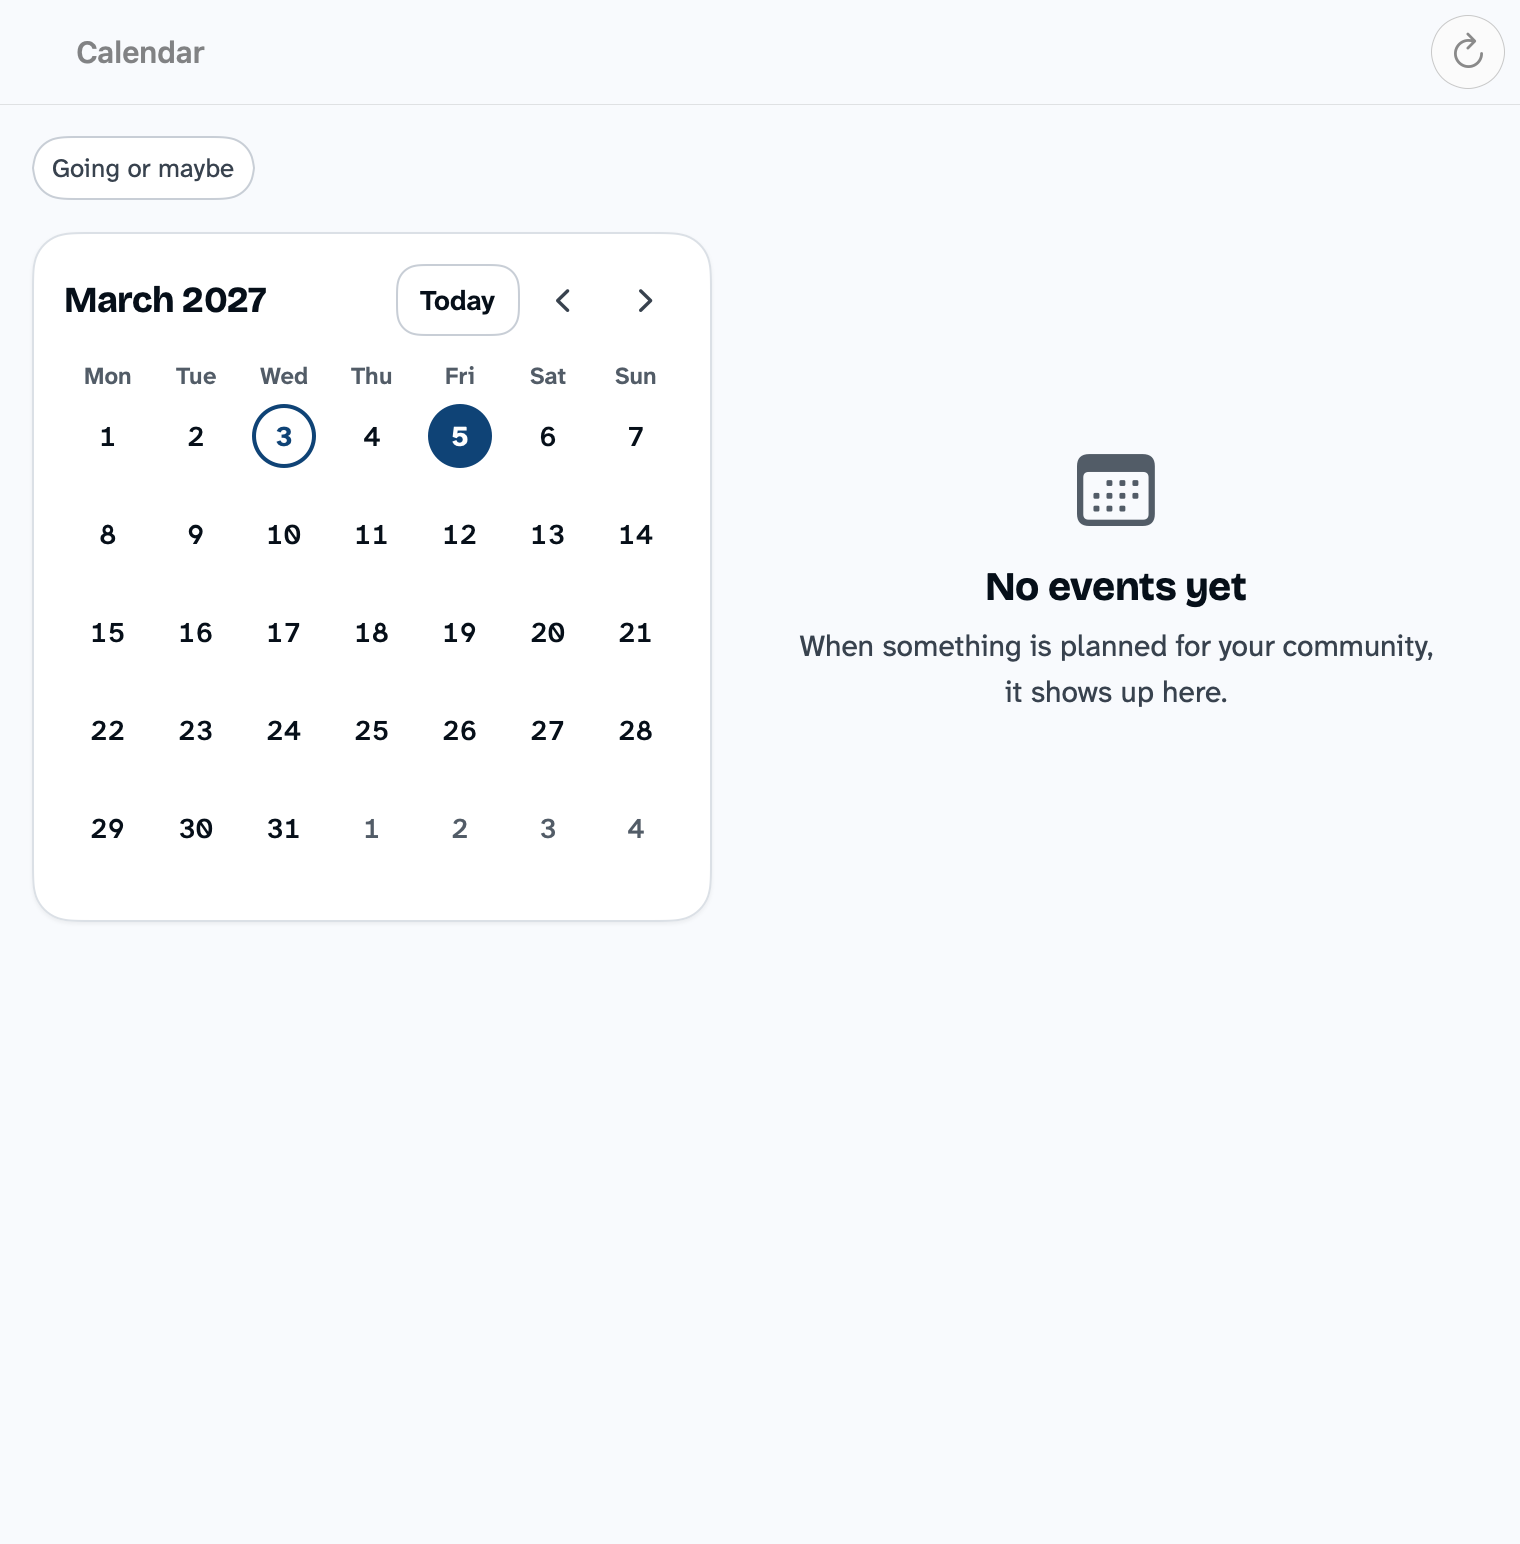 Calendar
Going or maybe
March 2027 Today
Mon Tue Wed Thu Fri Sat Sun
1 2 3 4 5 6 7
8 9 10 11 12 13 14
15 16 17 18 19 20 21
22 23 24 25 26 27 28
29 30 31 1 2 3 4
No events yet
When something is planned for your community,
it shows up here.